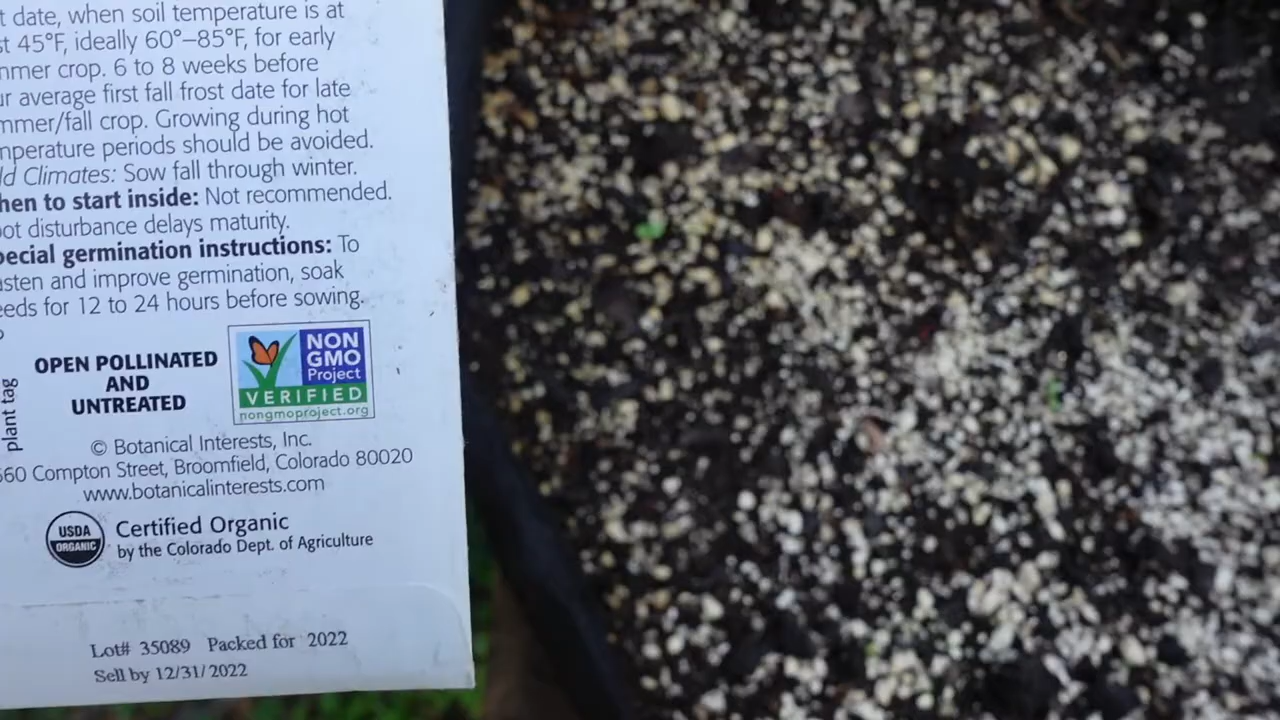 t date, when soil temperature is at
st 45°F, ideally 60°–85°F, for early
mmer crop. 6 to 8 weeks before
ur average first fall frost date for late
mmer/fall crop. Growing during hot
mperature periods should be avoided.
ld Climates: Sow fall through winter.
hen to start inside: Not recommended.
oot disturbance delays maturity.
pecial germination instructions: To
asten and improve germination, soak
eeds for 12 to 24 hours before sowing.
plant tag
OPEN POLLINATED
AND
UNTREATED
NON
GMO
Project
VERIFIED
nongmoproject.org
© Botanical Interests, Inc.
660 Compton Street, Broomfield, Colorado 80020
www.botanicalinterests.com
USDA
ORGANIC
Certified Organic
by the Colorado Dept. of Agriculture
Lot# 35089 Packed for 2022
Sell by 12/31/2022